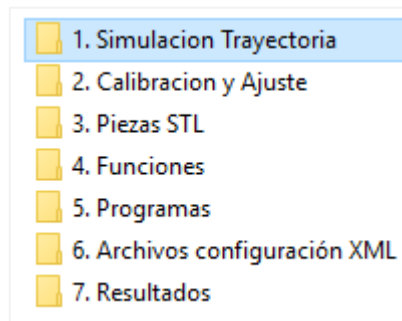 1. Simulacion Trayectoria
2. Calibracion y Ajuste
3. Piezas STL
4. Funciones
5. Programas
6. Archivos configuración XML
7. Resultados